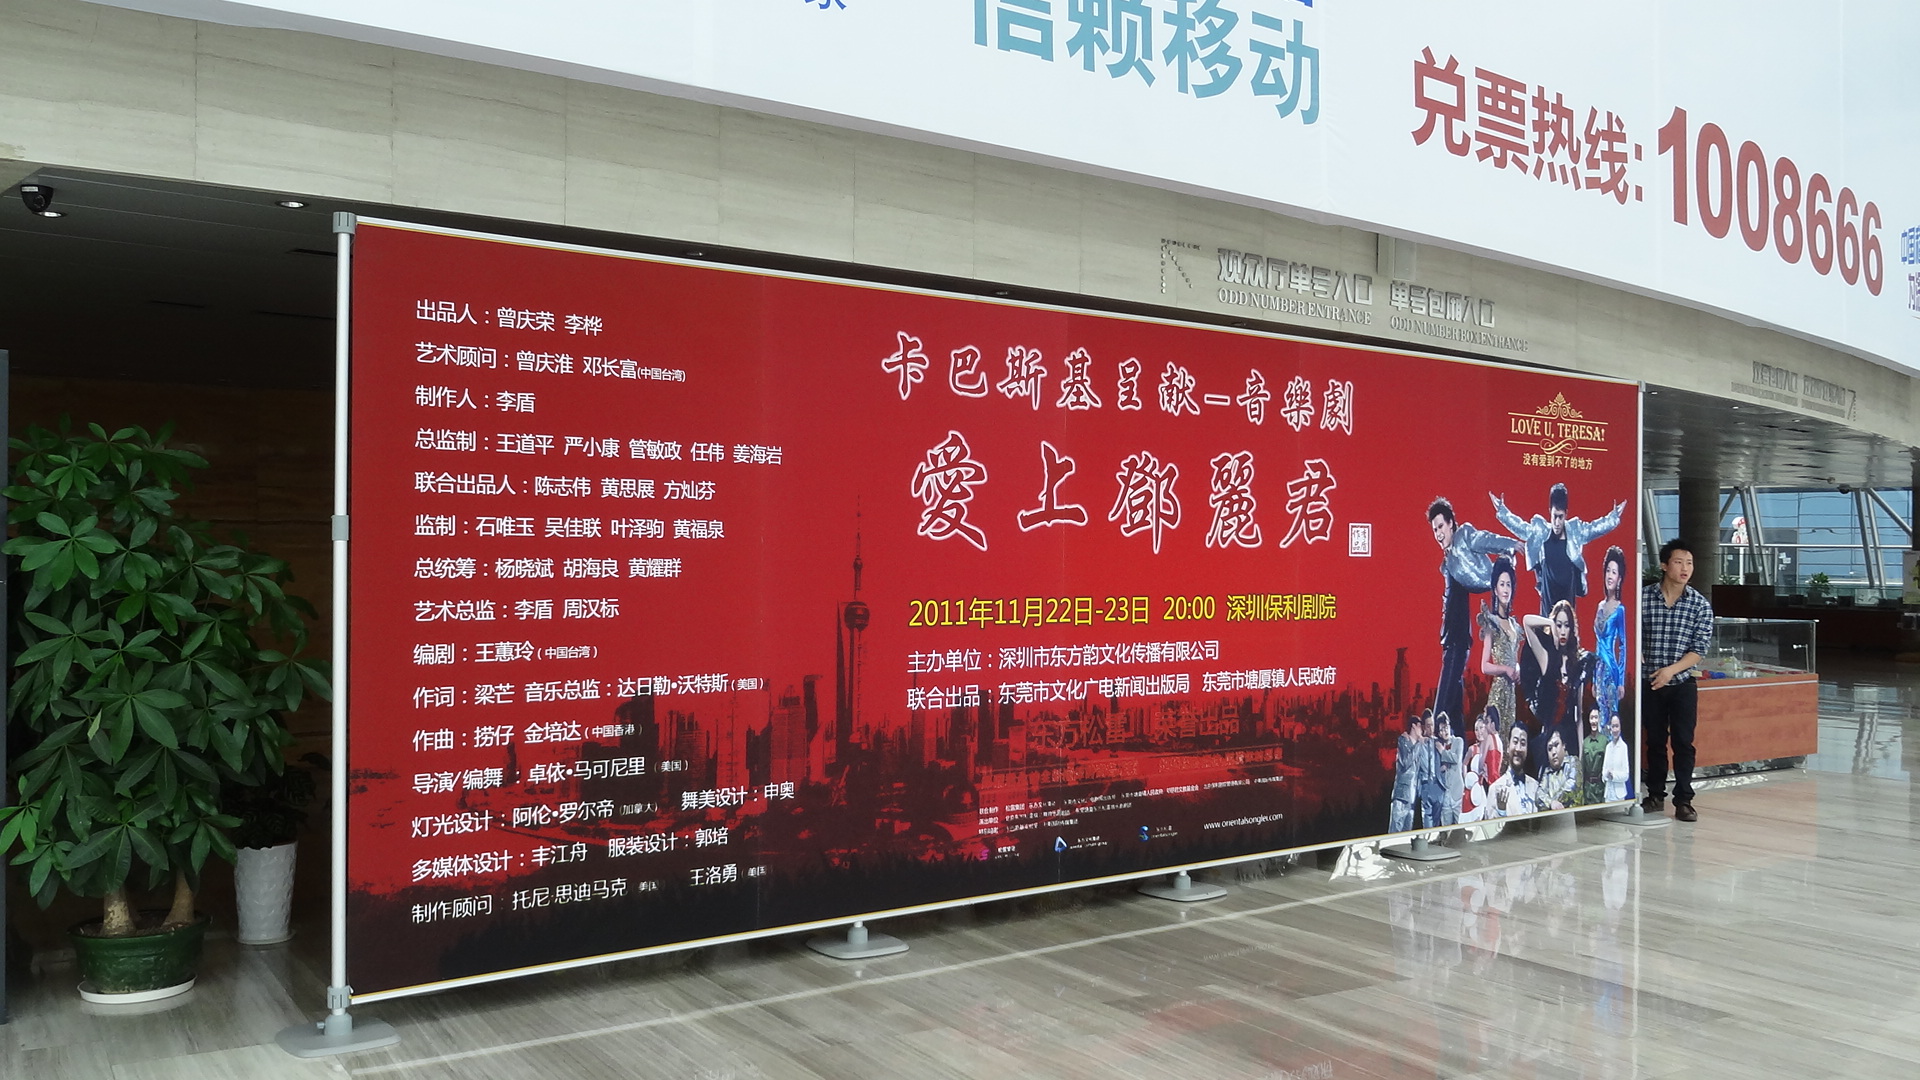 信赖移动
兑票热线:1008666
观众厅单号入口
ODD NUMBER ENTRANCE
单号包厢入口
ODD NUMBER BOX ENTRANCE
出品人：曾庆荣 李桦
艺术顾问：曾庆淮 邓长富(中国台湾)
制作人：李盾
总监制：王道平 严小康 管敏政 任伟 姜海岩
联合出品人：陈志伟 黄思展 方灿芬
监制：石唯玉 吴佳联 叶泽驹 黄福泉
总统筹：杨晓斌 胡海良 黄耀群
艺术总监：李盾 周汉标
编剧：王蕙玲(中国台湾)
作词：梁芒 音乐总监：达日勒•沃特斯(美国)
作曲：捞仔 金培达(中国香港)
导演/编舞：卓依•马可尼里(美国)
灯光设计：阿伦•罗尔帝(加拿大) 舞美设计：申奥
多媒体设计：丰江舟 服装设计：郭培
制作顾问：托尼·思迪马克 美国 王洛勇 美国
卡巴斯基呈献—音樂劇
愛上鄧麗君
2011年11月22日-23日 20:00 深圳保利剧院
主办单位：深圳市东方韵文化传播有限公司
联合出品：东莞市文化广电新闻出版局 东莞市塘厦镇人民政府
东方松雷 荣誉出品
www.orientalsonglei.com
LOVE U, TERESA!
没有爱到不了的地方